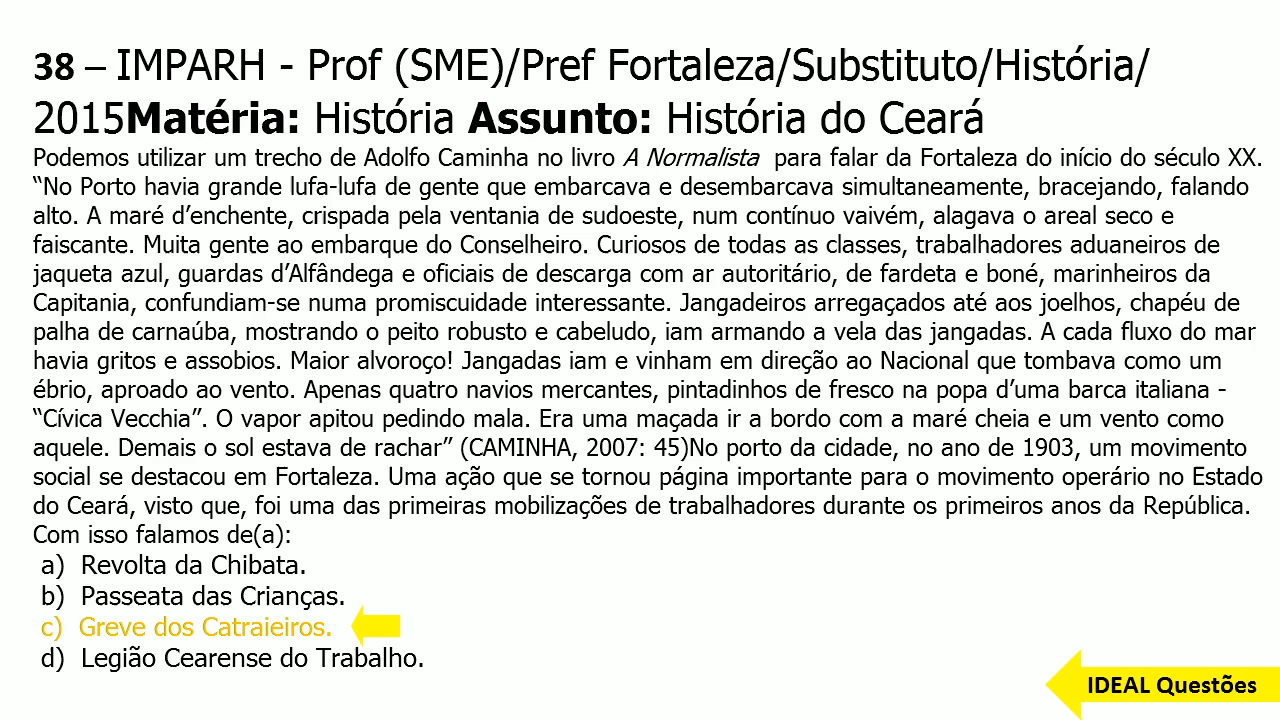 38 – IMPARH - Prof (SME)/Pref Fortaleza/Substituto/História/
2015Matéria: História Assunto: História do Ceará
Podemos utilizar um trecho de Adolfo Caminha no livro A Normalista para falar da Fortaleza do início do século XX.
“No Porto havia grande lufa-lufa de gente que embarcava e desembarcava simultaneamente, bracejando, falando
alto. A maré d’enchente, crispada pela ventania de sudoeste, num contínuo vaivém, alagava o areal seco e
faiscante. Muita gente ao embarque do Conselheiro. Curiosos de todas as classes, trabalhadores aduaneiros de
jaqueta azul, guardas d’Alfândega e oficiais de descarga com ar autoritário, de fardeta e boné, marinheiros da
Capitania, confundiam-se numa promiscuidade interessante. Jangadeiros arregaçados até aos joelhos, chapéu de
palha de carnaúba, mostrando o peito robusto e cabeludo, iam armando a vela das jangadas. A cada fluxo do mar
havia gritos e assobios. Maior alvoroço! Jangadas iam e vinham em direção ao Nacional que tombava como um
ébrio, aproado ao vento. Apenas quatro navios mercantes, pintadinhos de fresco na popa d’uma barca italiana -
“Cívica Vecchia”. O vapor apitou pedindo mala. Era uma maçada ir a bordo com a maré cheia e um vento como
aquele. Demais o sol estava de rachar” (CAMINHA, 2007: 45)No porto da cidade, no ano de 1903, um movimento
social se destacou em Fortaleza. Uma ação que se tornou página importante para o movimento operário no Estado
do Ceará, visto que, foi uma das primeiras mobilizações de trabalhadores durante os primeiros anos da República.
Com isso falamos de(a):
a) Revolta da Chibata.
b) Passeata das Crianças.
c) Greve dos Catraieiros.
d) Legião Cearense do Trabalho.
IDEAL Questões